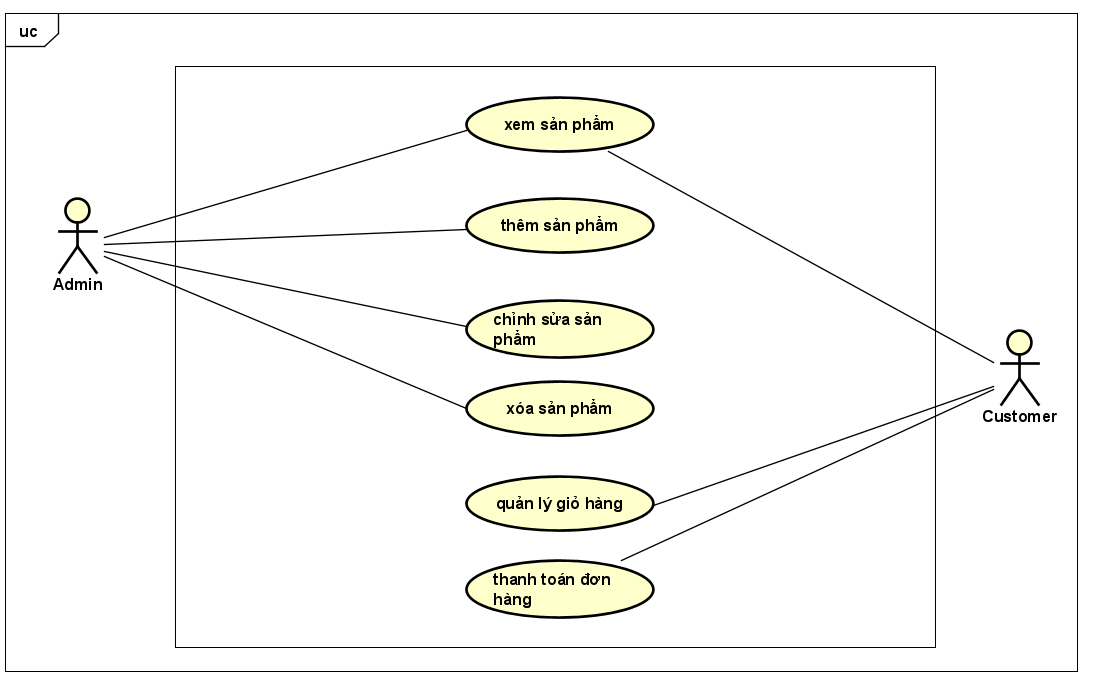 uc
xem sản phẩm
thêm sản phẩm
Admin
chỉnh sửa sản
phẩm
xóa sản phẩm
Customer
quản lý giỏ hàng
thanh toán đơn
hàng